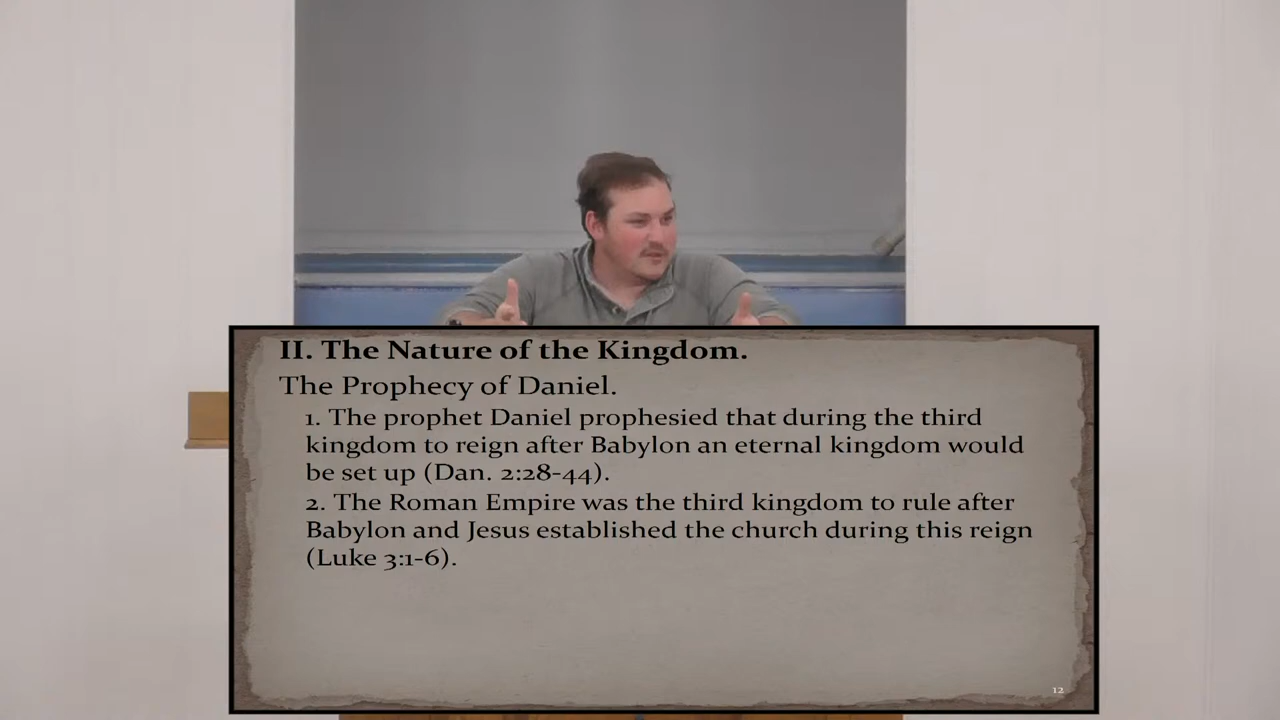 II. The Nature of the Kingdom.
The Prophecy of Daniel.
1. The prophet Daniel prophesied that during the third
kingdom to reign after Babylon an eternal kingdom would
be set up (Dan. 2:28-44).
2. The Roman Empire was the third kingdom to rule after
Babylon and Jesus established the church during this reign
(Luke 3:1-6).
12